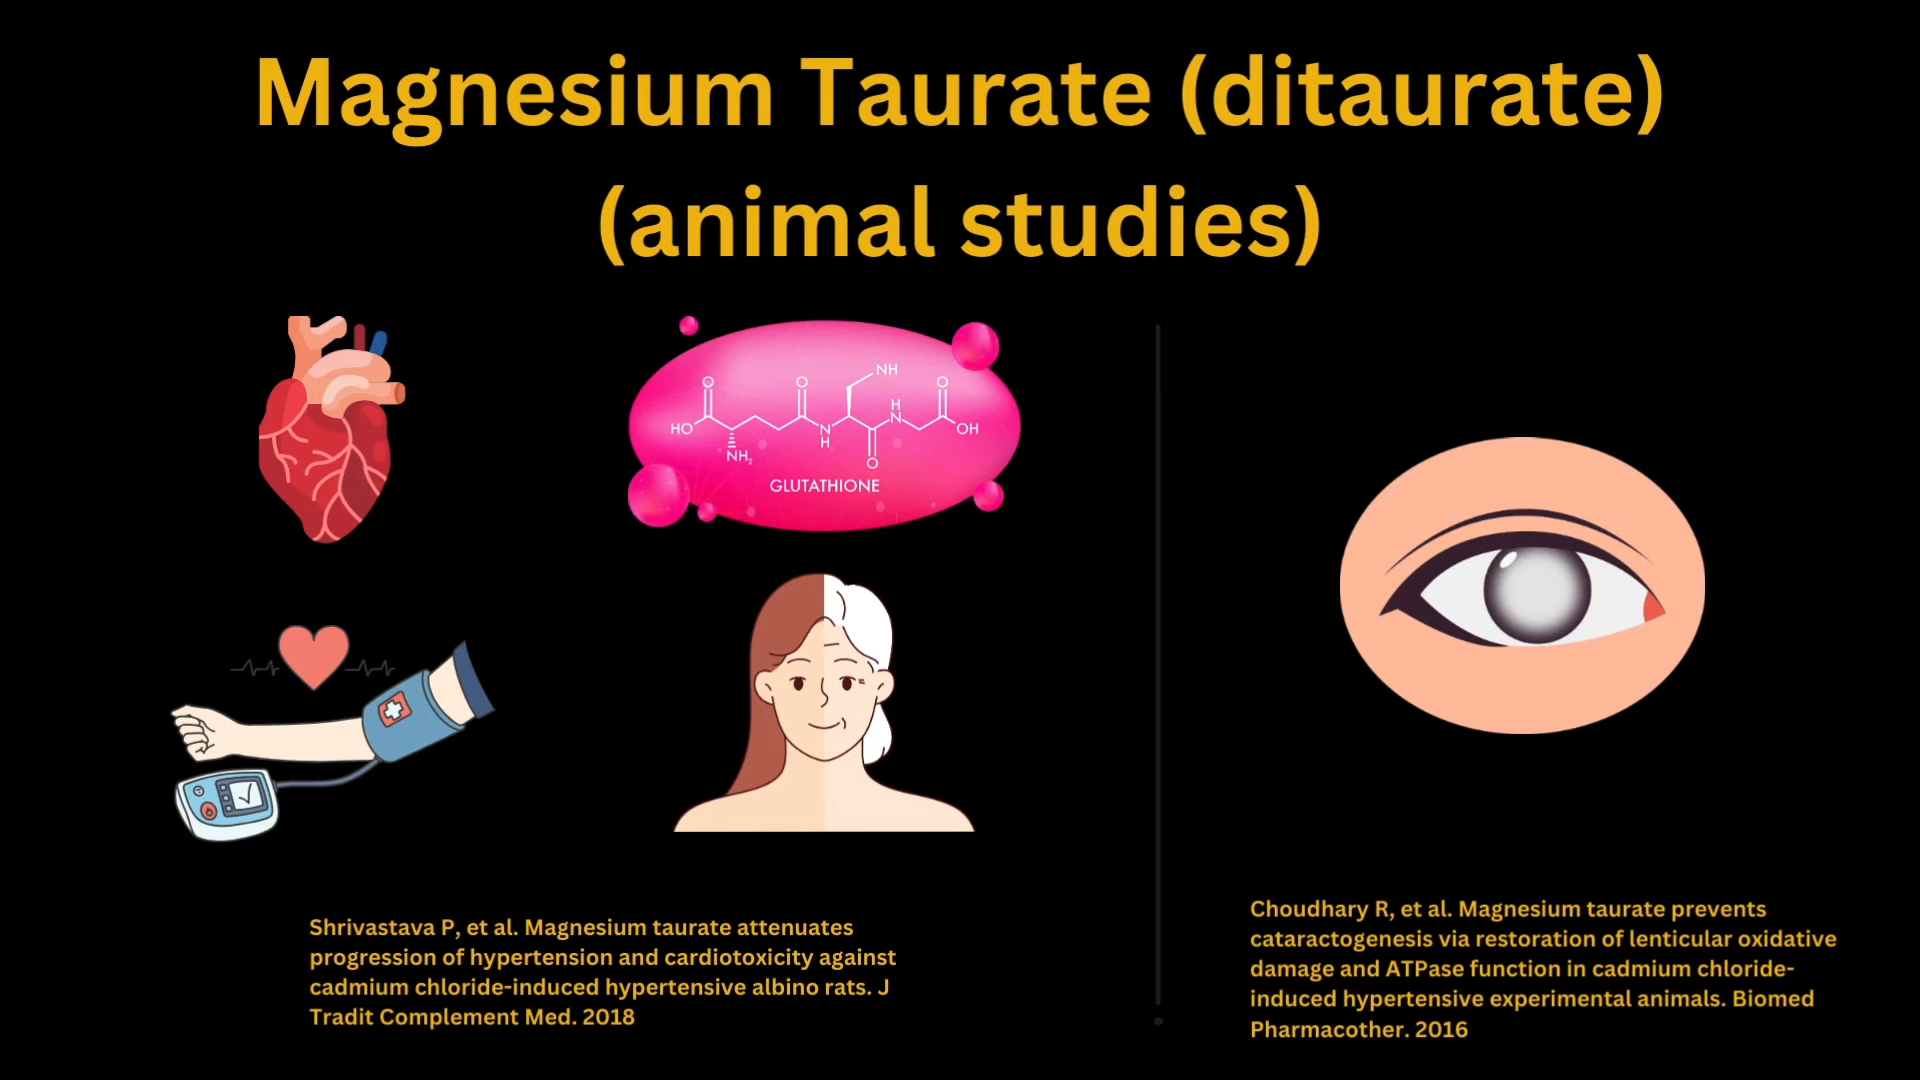 Magnesium Taurate (ditaurate)
(animal studies)
O
O
NH
O
HO
NH₂
N
H
O
H
N
OH
GLUTATHIONE
Shrivastava P, et al. Magnesium taurate attenuates
progression of hypertension and cardiotoxicity against
cadmium chloride-induced hypertensive albino rats. J
Tradit Complement Med. 2018
Choudhary R, et al. Magnesium taurate prevents
cataractogenesis via restoration of lenticular oxidative
damage and ATPase function in cadmium chloride-
induced hypertensive experimental animals. Biomed
Pharmacother. 2016